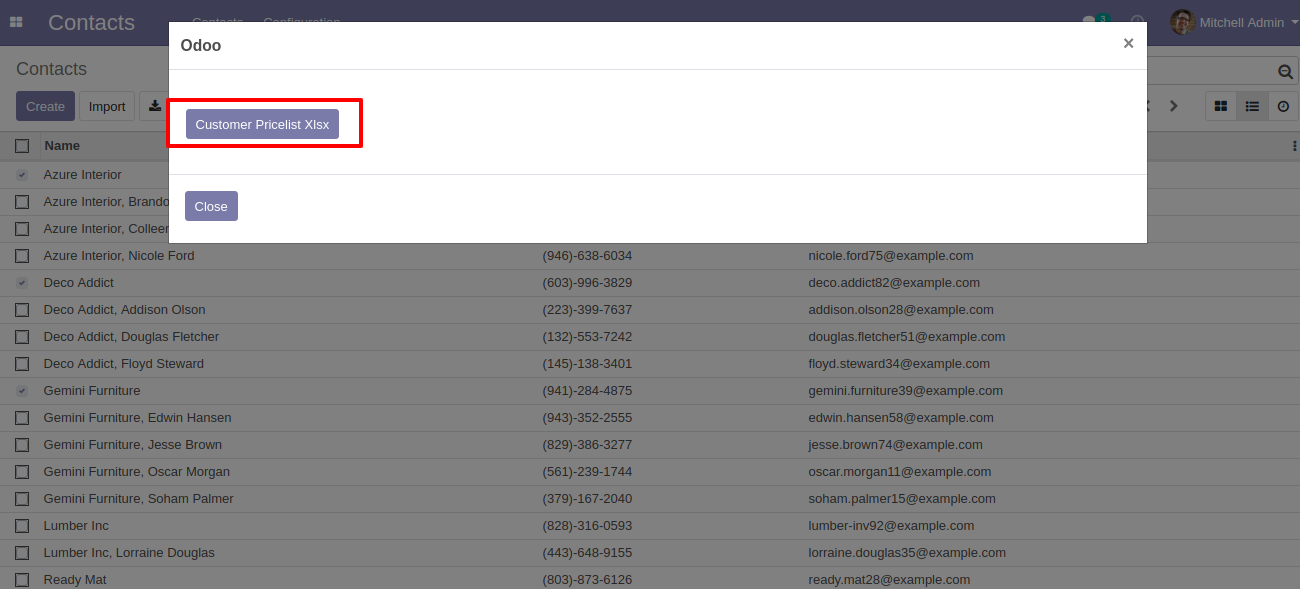 Contacts Contacts Configuration 3 Mitchell Admin
Odoo ×
Contacts
Create Import
Customer Pricelist Xlsx
Name
Azure Interior
Azure Interior, Brando
Close
Azure Interior, Colleen
Azure Interior, Nicole Ford (946)-638-6034 nicole.ford75@example.com
Deco Addict (603)-996-3829 deco.addict82@example.com
Deco Addict, Addison Olson (223)-399-7637 addison.olson28@example.com
Deco Addict, Douglas Fletcher (132)-553-7242 douglas.fletcher51@example.com
Deco Addict, Floyd Steward (145)-138-3401 floyd.steward34@example.com
Gemini Furniture (941)-284-4875 gemini.furniture39@example.com
Gemini Furniture, Edwin Hansen (943)-352-2555 edwin.hansen58@example.com
Gemini Furniture, Jesse Brown (829)-386-3277 jesse.brown74@example.com
Gemini Furniture, Oscar Morgan (561)-239-1744 oscar.morgan11@example.com
Gemini Furniture, Soham Palmer (379)-167-2040 soham.palmer15@example.com
Lumber Inc (828)-316-0593 lumber-inv92@example.com
Lumber Inc, Lorraine Douglas (443)-648-9155 lorraine.douglas35@example.com
Ready Mat (803)-873-6126 ready.mat28@example.com